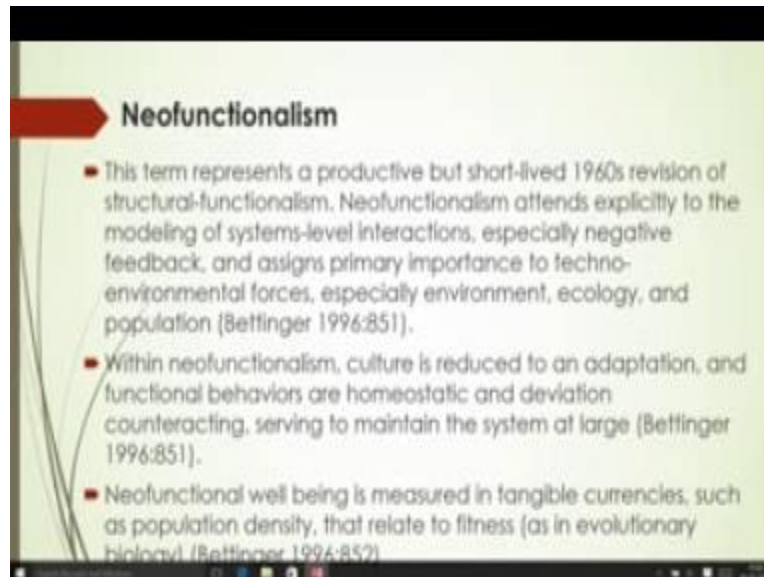 Neofunctionalism
This term represents a productive but short-lived 1960s revision of
structural-functionalism. Neofunctionalism attends explicitly to the
modeling of systems-level interactions, especially negative
feedback, and assigns primary importance to techno-
environmental forces, especially environment, ecology, and
population (Bettinger 1996:851).
Within neofunctionalism, culture is reduced to an adaptation, and
functional behaviors are homeostatic and deviation
counteracting, serving to maintain the system at large (Bettinger
1996:851).
Neofunctional well being is measured in tangible currencies, such
as population density, that relate to fitness (as in evolutionary
biology) (Bettinger 1996:852)